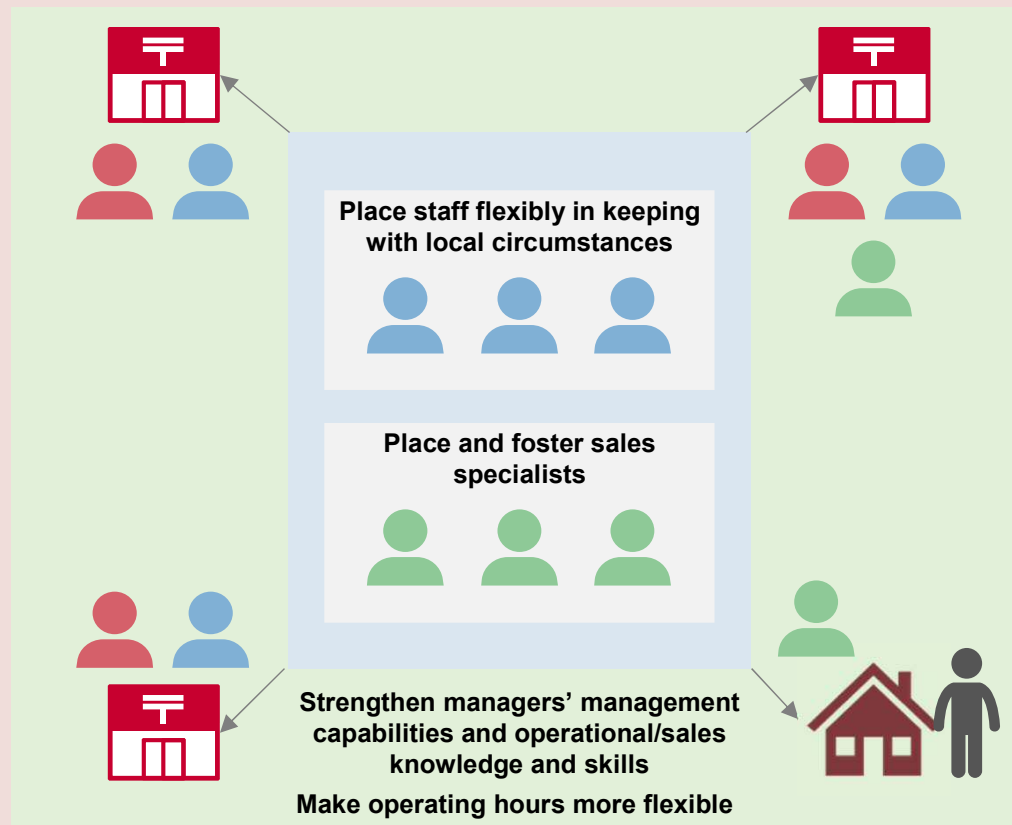 〒
〒
Place staff flexibly in keeping
with local circumstances
Place and foster sales
specialists
〒
Strengthen managers’ management
capabilities and operational/sales
knowledge and skills
Make operating hours more flexible